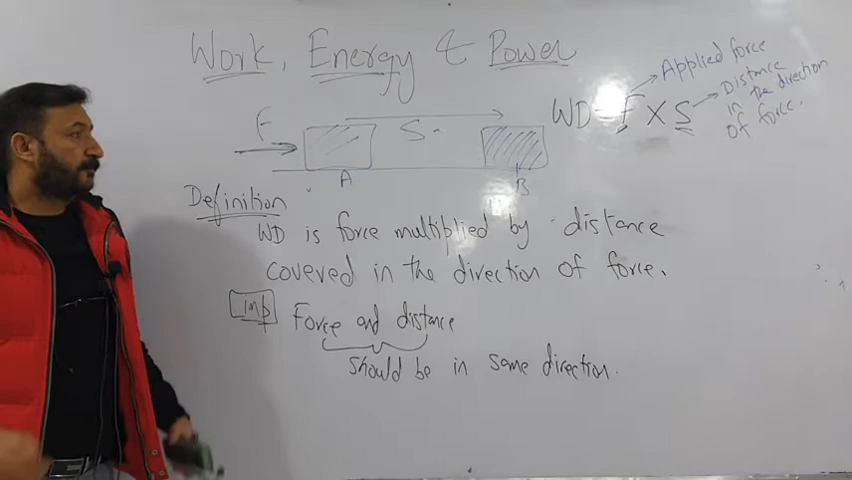 Work, Energy & Power
WD = F x S
Applied force
Distance
in the direction
of force.
F
S
A
B
Definition
WD is force multiplied by distance
covered in the direction of force.
imp Force and distance
should be in same direction.